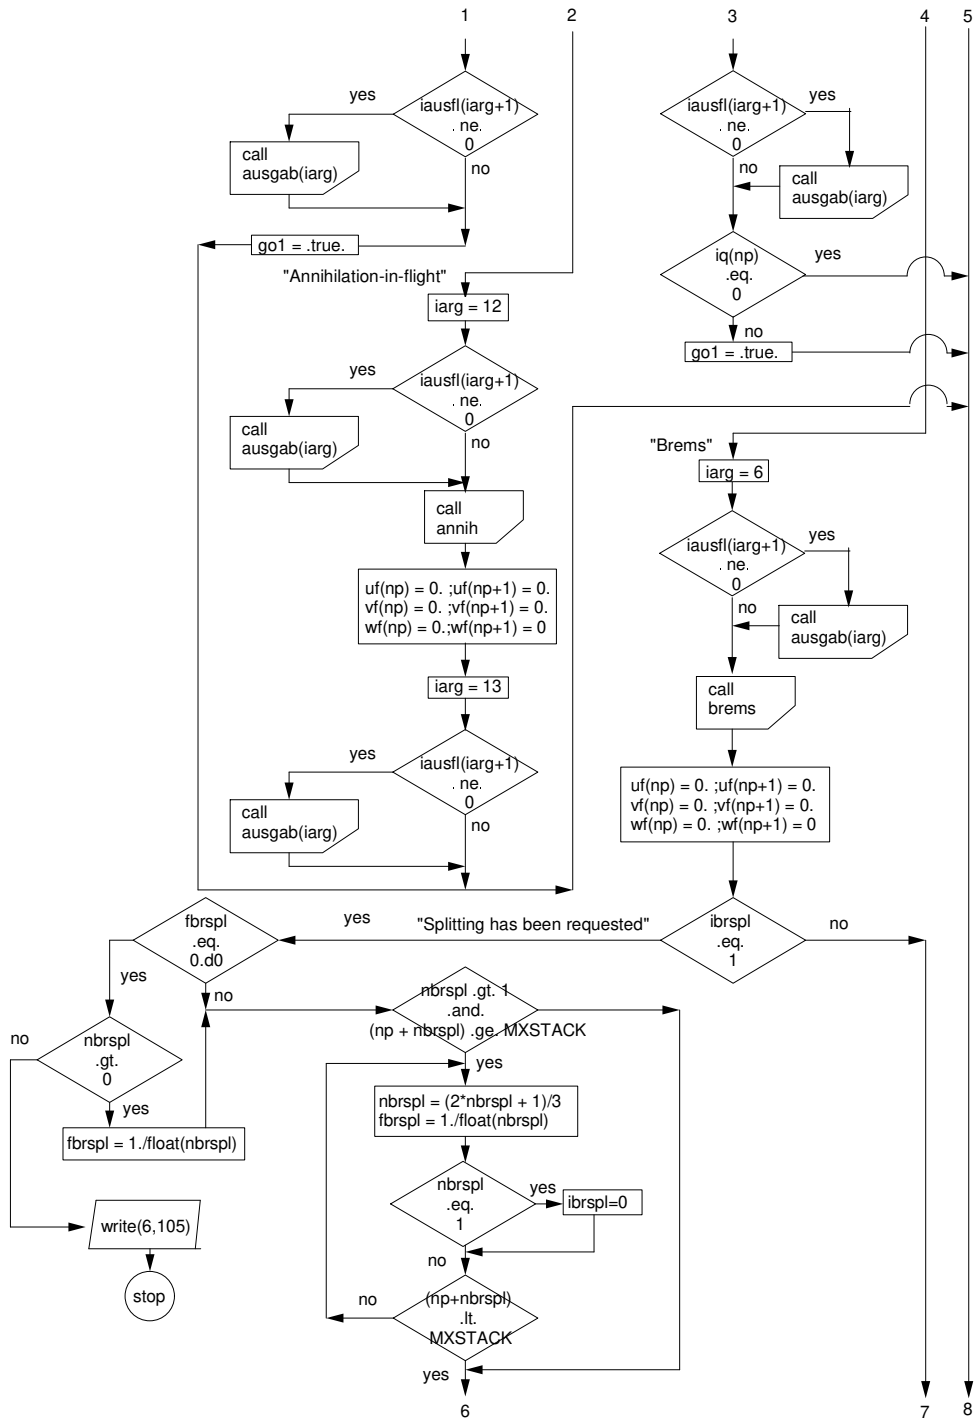 1
2
3
4
5
yes
iausfl(iarg+1)
. ne.
0
no
call
ausgab(iarg)
go1 = .true.
iausfl(iarg+1)
. ne.
0
yes
no
call
ausgab(iarg)
iq(np)
.eq.
0
yes
no
go1 = .true.
"Annihilation-in-flight"
iarg = 12
yes
iausfl(iarg+1)
. ne.
0
no
call
ausgab(iarg)
call
annih
uf(np) = 0. ;uf(np+1) = 0.
vf(np) = 0. ;vf(np+1) = 0.
wf(np) = 0.;wf(np+1) = 0
iarg = 13
yes
iausfl(iarg+1)
. ne.
0
no
call
ausgab(iarg)
"Brems"
iarg = 6
iausfl(iarg+1)
. ne.
0
yes
no
call
ausgab(iarg)
call
brems
uf(np) = 0. ;uf(np+1) = 0.
vf(np) = 0. ;vf(np+1) = 0.
wf(np) = 0. ;wf(np+1) = 0
ibrspl
.eq.
1
no
"Splitting has been requested"
yes
fbrspl
.eq.
0.d0
yes
no
nbrspl
.gt.
0
no
yes
fbrspl = 1./float(nbrspl)
write(6,105)
stop
nbrspl .gt. 1
.and.
(np + nbrspl) .ge. MXSTACK
yes
nbrspl = (2*nbrspl + 1)/3
fbrspl = 1./float(nbrspl)
nbrspl
.eq.
1
yes
ibrspl=0
no
(np+nbrspl)
.lt.
MXSTACK
no
yes
6
7
8